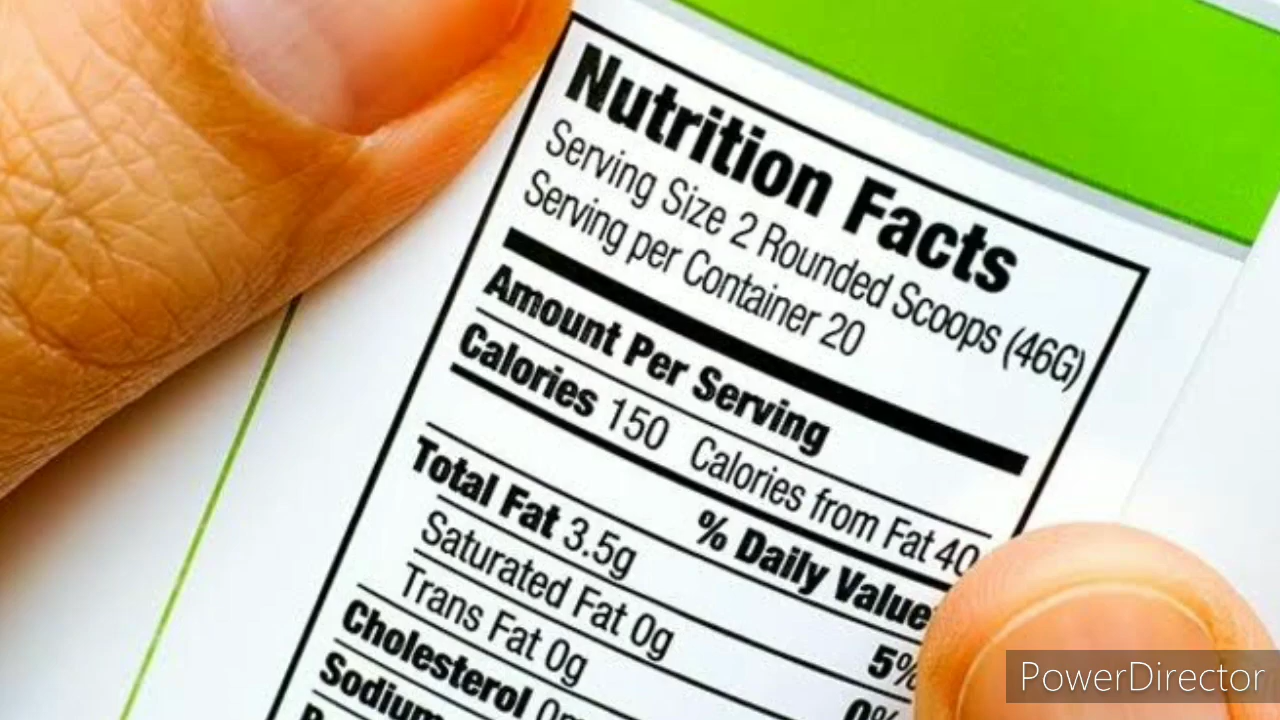 Nutrition Facts
Serving Size 2 Rounded Scoops (46G)
Serving per Container 20
Amount Per Serving
Calories 150 Calories from Fat 40
% Daily Value
Total Fat 3.5g 5%
Saturated Fat 0g 0%
Trans Fat 0g
Cholesterol
Sodium
PowerDirector